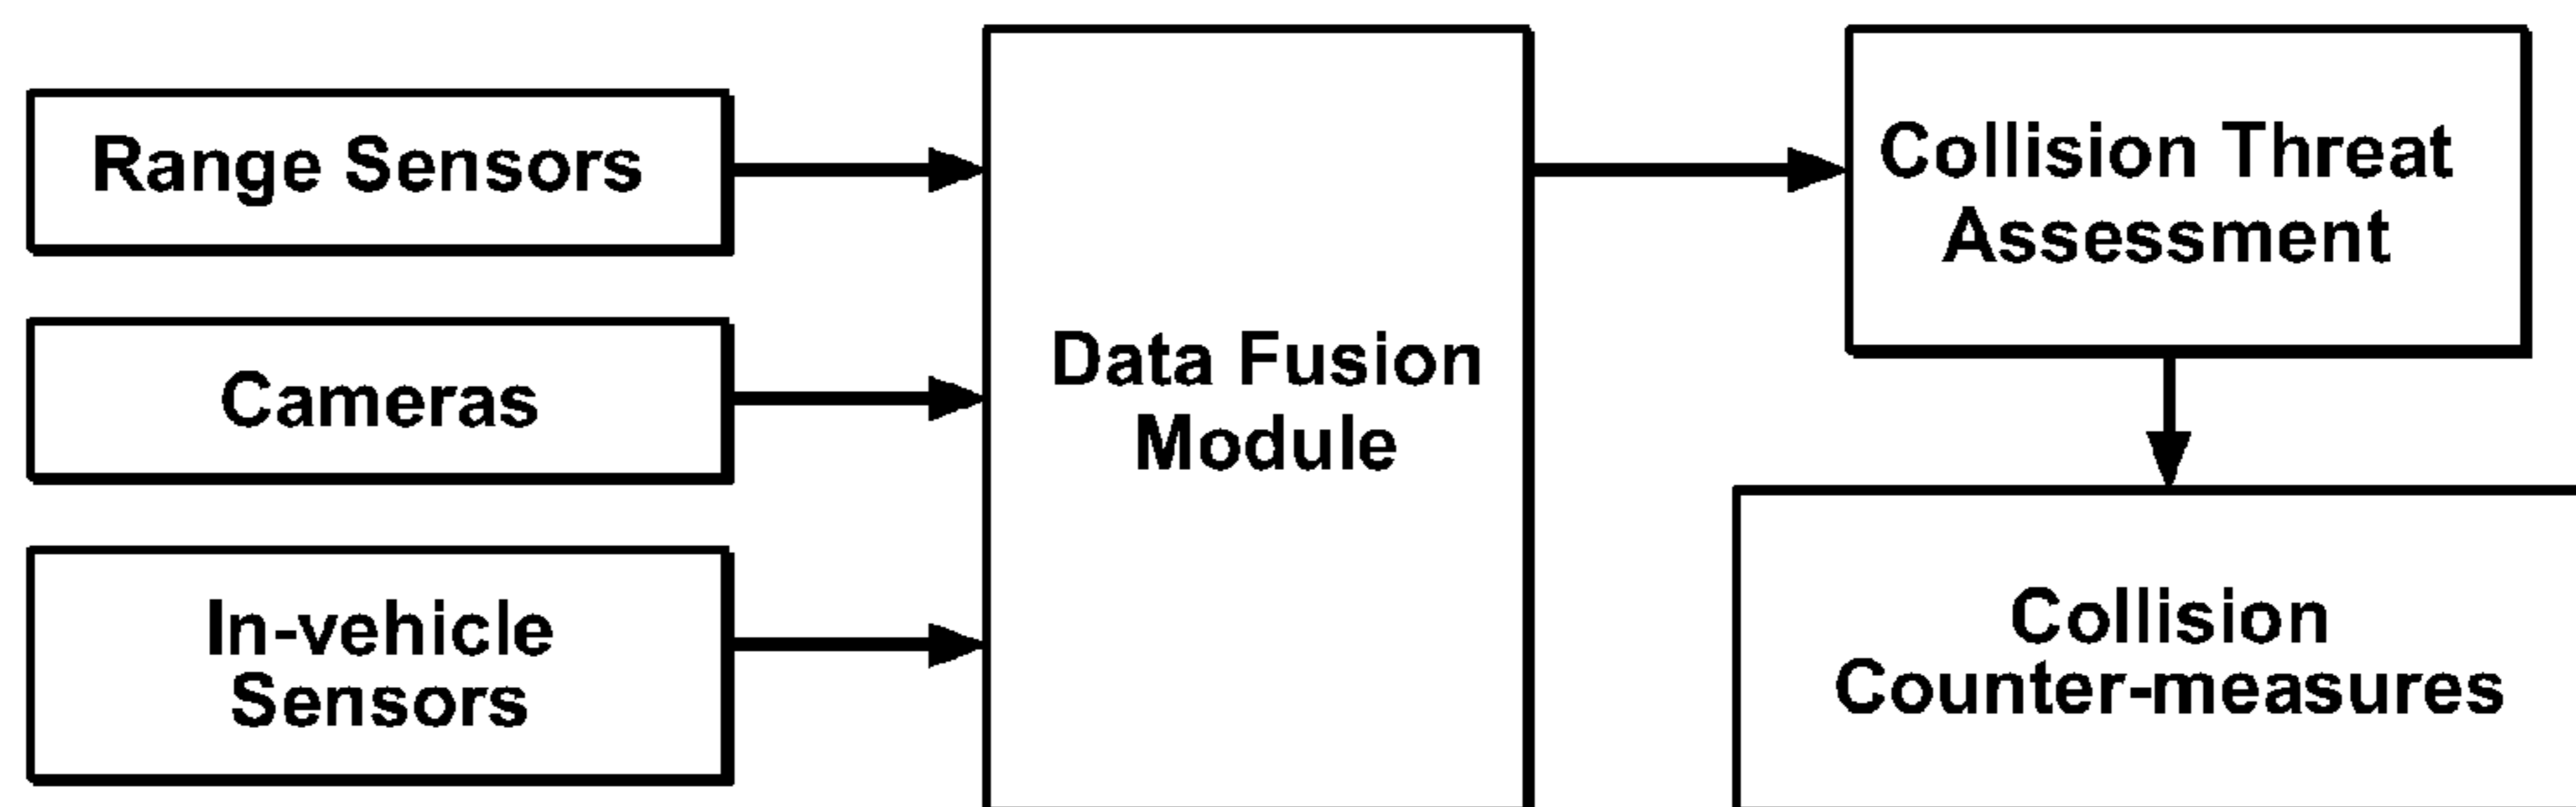 Range Sensors
Cameras
In-vehicle
Sensors
Data Fusion
Module
Collision Threat
Assessment
Collision
Counter-measures